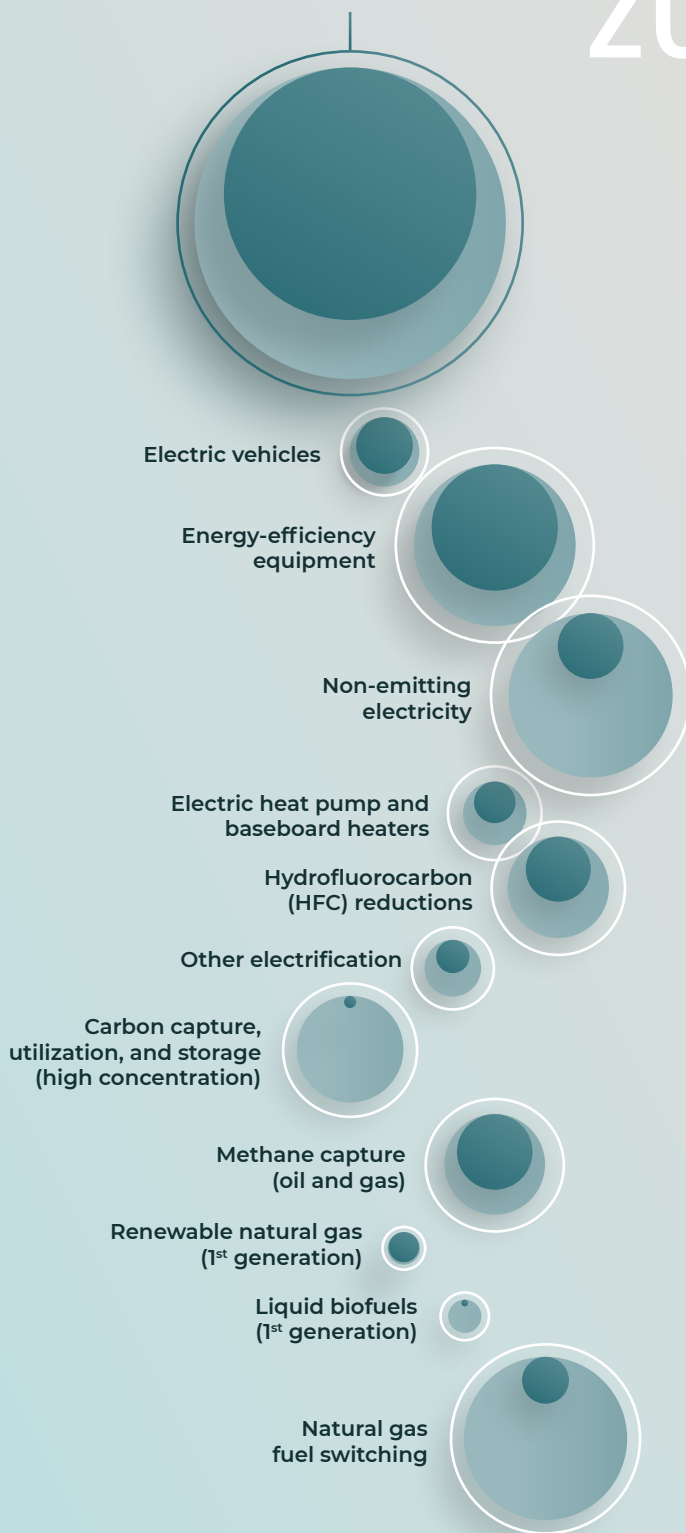 Electric vehicles
Energy-efficiency
equipment
Non-emitting
electricity
Electric heat pump and
baseboard heaters
Hydrofluorocarbon
(HFC) reductions
Other electrification
Carbon capture,
utilization, and storage
(high concentration)
Methane capture
(oil and gas)
Renewable natural gas
(1st generation)
Liquid biofuels
(1st generation)
Natural gas
fuel switching